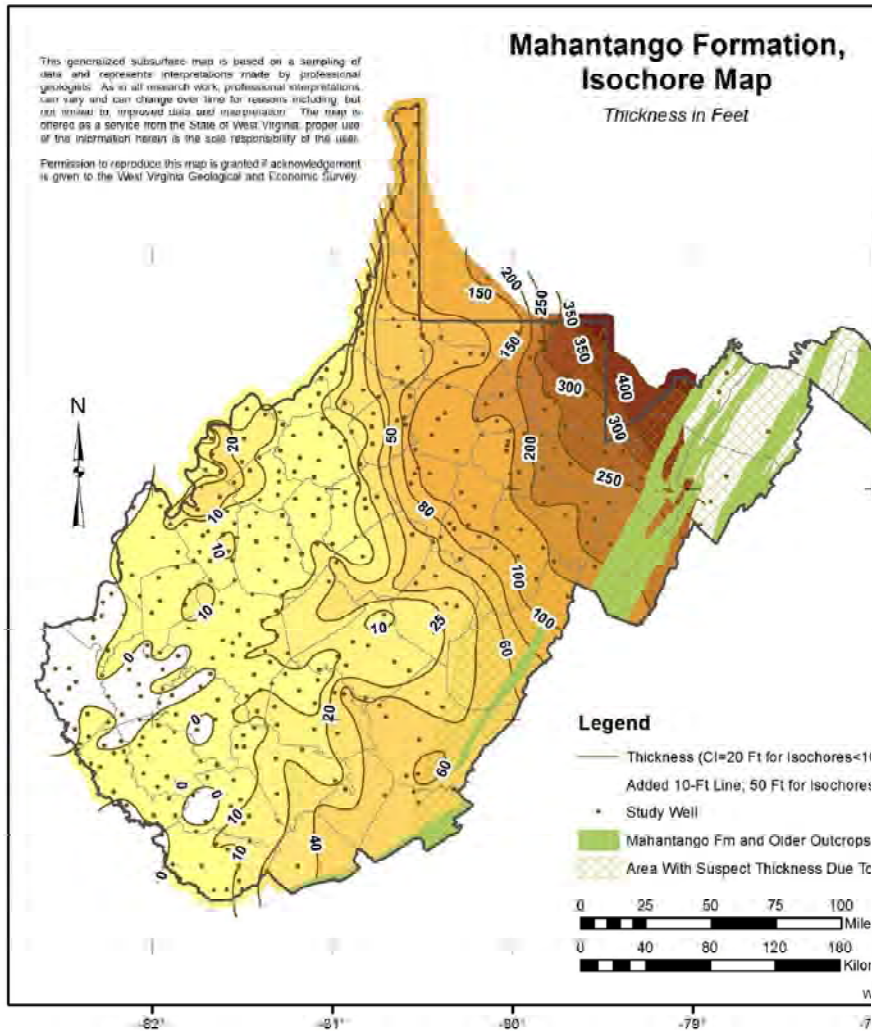 Mahantango Formation,
Isochore Map
Thickness in Feet
This generalized subsurface map is based on a sampling of
data and represents interpretations made by professional
geologists. As in all research work, professional interpretations
can vary and can change over time for reasons including, but
not limited to, improved data and interpretation. The map is
offered as a service from the State of West Virginia; proper use
of the information herein is the sole responsibility of the user.
Permission to reproduce this map is granted if acknowledgement
is given to the West Virginia Geological and Economic Survey.
200
150
250
350
350
150
300
400
300
N
50
20
200
250
10
80
10
100
10
25
10
100
0
60
20
0
60
0
0
10
10
40
0
Legend
Thickness (CI=20 Ft for Isochores<10
Added 10-Ft Line; 50 Ft for Isochores
Study Well
Mahantango Fm and Older Outcrops
Area With Suspect Thickness Due To
0 25 50 75 100
Mile
0 40 80 120 160
Kilon
W
-82° -81° -80° -79° -7